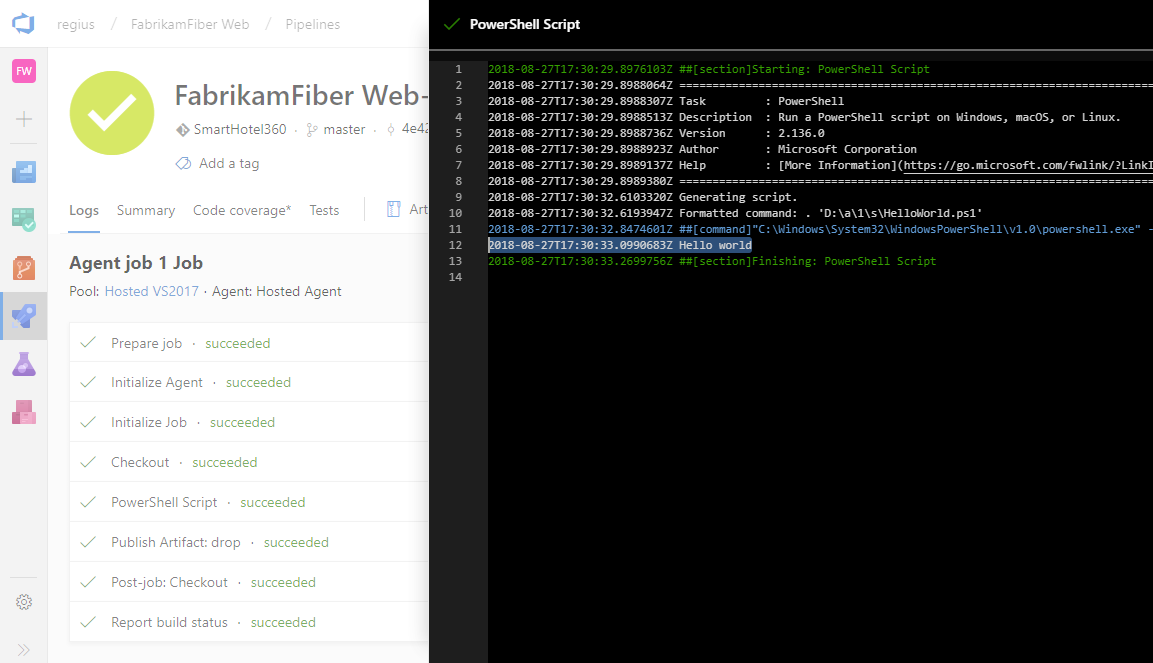 regius / FabrikamFiber Web / Pipelines
FW
FabrikamFiber Web-
SmartHotel360 · master · 4e42
Add a tag
Logs Summary Code coverage* Tests Art
Agent job 1 Job
Pool: Hosted VS2017 · Agent: Hosted Agent
Prepare job · succeeded
Initialize Agent · succeeded
Initialize Job · succeeded
Checkout · succeeded
PowerShell Script · succeeded
Publish Artifact: drop · succeeded
Post-job: Checkout · succeeded
Report build status · succeeded
PowerShell Script
1 2018-08-27T17:30:29.8976103Z ##[section]Starting: PowerShell Script
2 2018-08-27T17:30:29.8988064Z ==============================================================================
3 2018-08-27T17:30:29.8988307Z Task         : PowerShell
4 2018-08-27T17:30:29.8988513Z Description  : Run a PowerShell script on Windows, macOS, or Linux.
5 2018-08-27T17:30:29.8988736Z Version      : 2.136.0
6 2018-08-27T17:30:29.8988923Z Author       : Microsoft Corporation
7 2018-08-27T17:30:29.8989137Z Help         : [More Information](https://go.microsoft.com/fwlink/?LinkI
8 2018-08-27T17:30:29.8989380Z ==============================================================================
9 2018-08-27T17:30:32.6103320Z Generating script.
10 2018-08-27T17:30:32.6193947Z Formatted command: . 'D:\a\1\s\HelloWorld.ps1'
11 2018-08-27T17:30:32.8474601Z ##[command]"C:\Windows\System32\WindowsPowerShell\v1.0\powershell.exe" -
12 2018-08-27T17:30:33.0990683Z Hello world
13 2018-08-27T17:30:33.2699756Z ##[section]Finishing: PowerShell Script
14